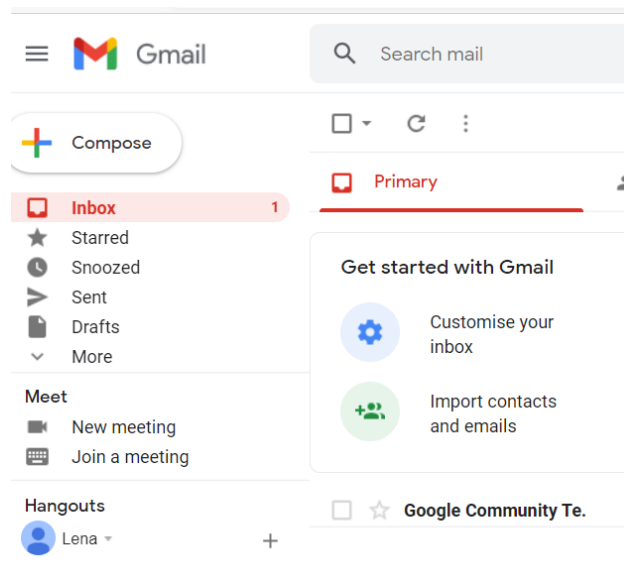 Gmail
Search mail
Compose
Primary
Inbox 1
Starred
Snoozed
Sent
Drafts
More
Get started with Gmail
Customise your
inbox
Import contacts
and emails
Meet
New meeting
Join a meeting
Hangouts
Lena
Google Community Te.